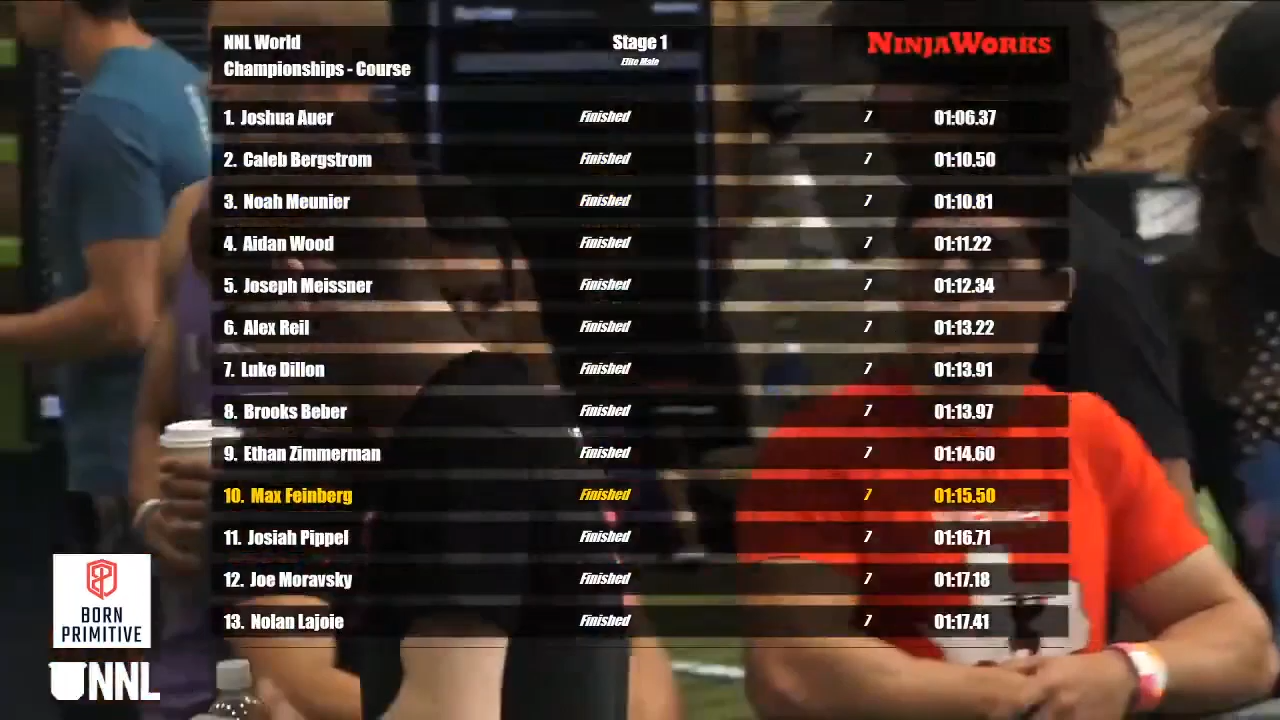 NNL World
Championships - Course
Stage 1
Elite Male
NINJAWORKS
1. Joshua Auer Finished 7 01:06.37
2. Caleb Bergstrom Finished 7 01:10.50
3. Noah Meunier Finished 7 01:10.81
4. Aidan Wood Finished 7 01:11.22
5. Joseph Meissner Finished 7 01:12.34
6. Alex Reil Finished 7 01:13.22
7. Luke Dillon Finished 7 01:13.91
8. Brooks Beber Finished 7 01:13.97
9. Ethan Zimmerman Finished 7 01:14.60
10. Max Feinberg Finished 7 01:15.50
11. Josiah Pippel Finished 7 01:16.71
12. Joe Moravsky Finished 7 01:17.18
13. Nolan Lajoie Finished 7 01:17.41
BORN
PRIMITIVE
NNL